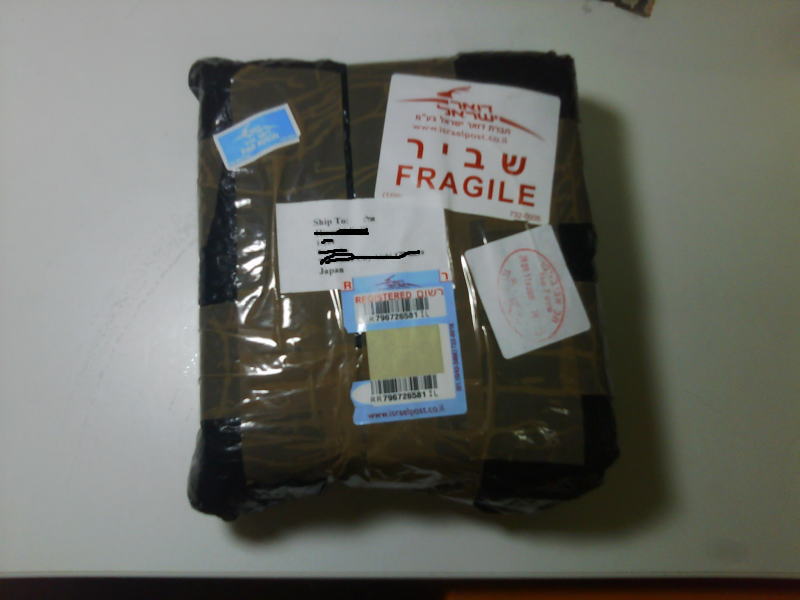 דואר
ישראל
חברת דואר ישראל בע"מ
www.israelpost.co.il
שביר
FRAGILE
Ship To:
Japan
R
REGISTERED רשום
RR796726581IL
RR796726581IL
www.israelpost.co.il